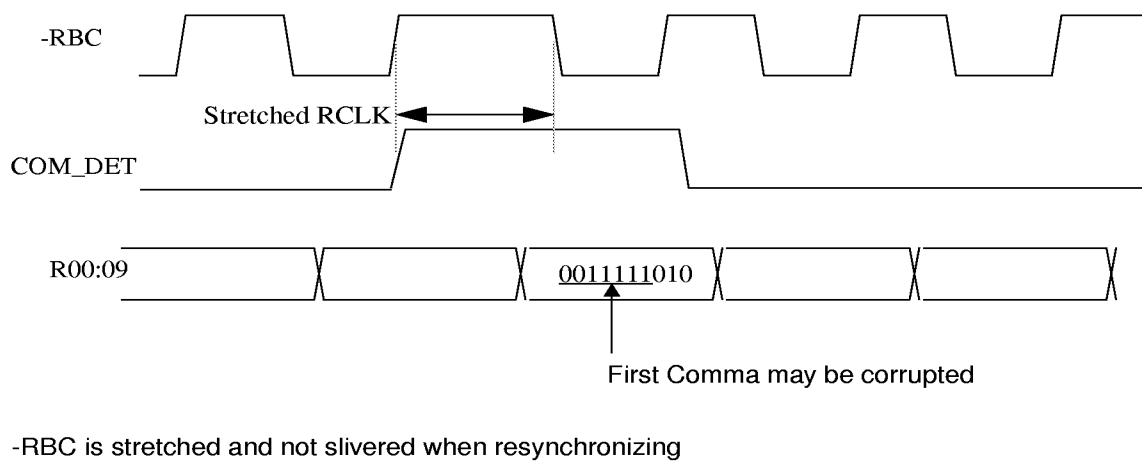 -RBC
Stretched RCLK
COM_DET
R00:09
0011111010
First Comma may be corrupted
-RBC is stretched and not slivered when resynchronizing